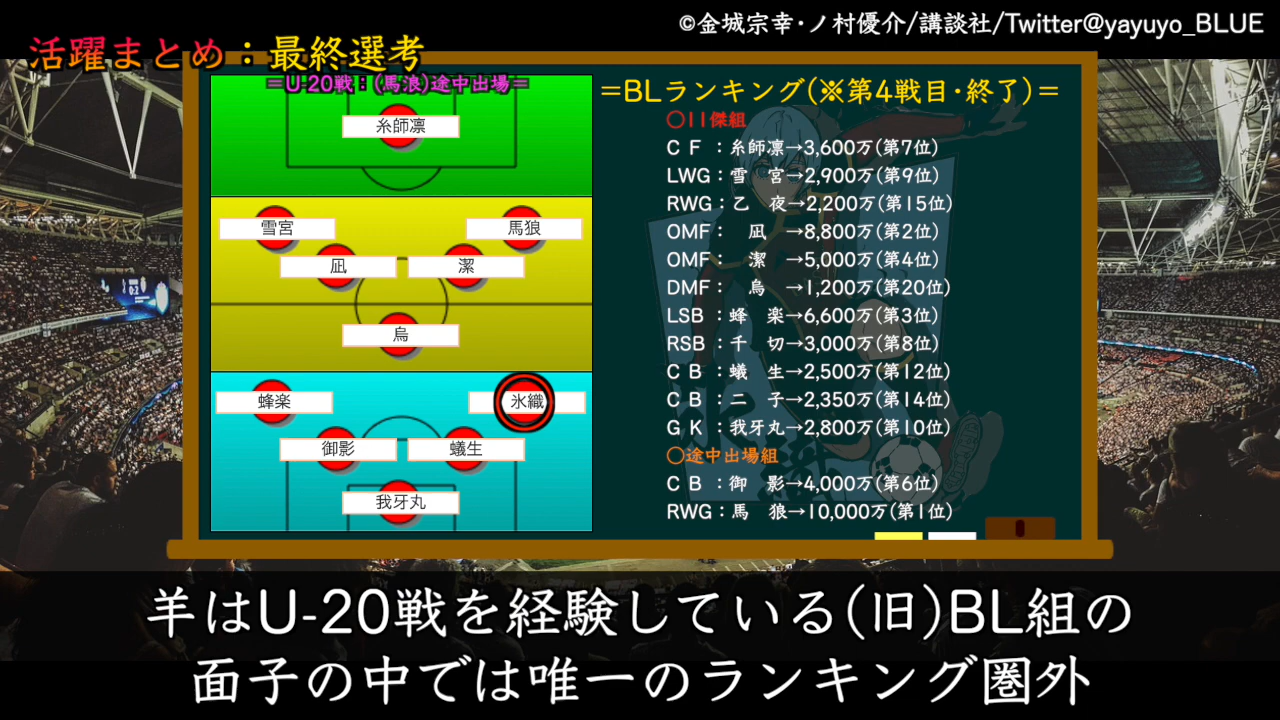 ©金城宗幸・ノ村優介/講談社/Twitter@yayuyo_BLUE
活躍まとめ：最終選考
＝U-20戦：(馬浪)途中出場＝
糸師凛
雪宮
馬狼
凪
潔
烏
蜂楽
氷織
御影
蟻生
我牙丸
＝BLランキング(※第4戦目・終了)＝
○11傑組
ＣＦ：糸師凛→3,600万(第7位)
LWG：雪　宮→2,900万(第9位)
RWG：乙　夜→2,200万(第15位)
OMF：　凪　→8,800万(第2位)
OMF：　潔　→5,000万(第4位)
DMF：　烏　→1,200万(第20位)
LSB：蜂　楽→6,600万(第3位)
RSB：千　切→3,000万(第8位)
ＣＢ：蟻　生→2,500万(第12位)
ＣＢ：二　子→2,350万(第14位)
ＧＫ：我牙丸→2,800万(第10位)
○途中出場組
ＣＢ：御　影→4,000万(第6位)
RWG：馬　狼→10,000万(第1位)
羊はU-20戦を経験している(旧)BL組の
面子の中では唯一のランキング圏外